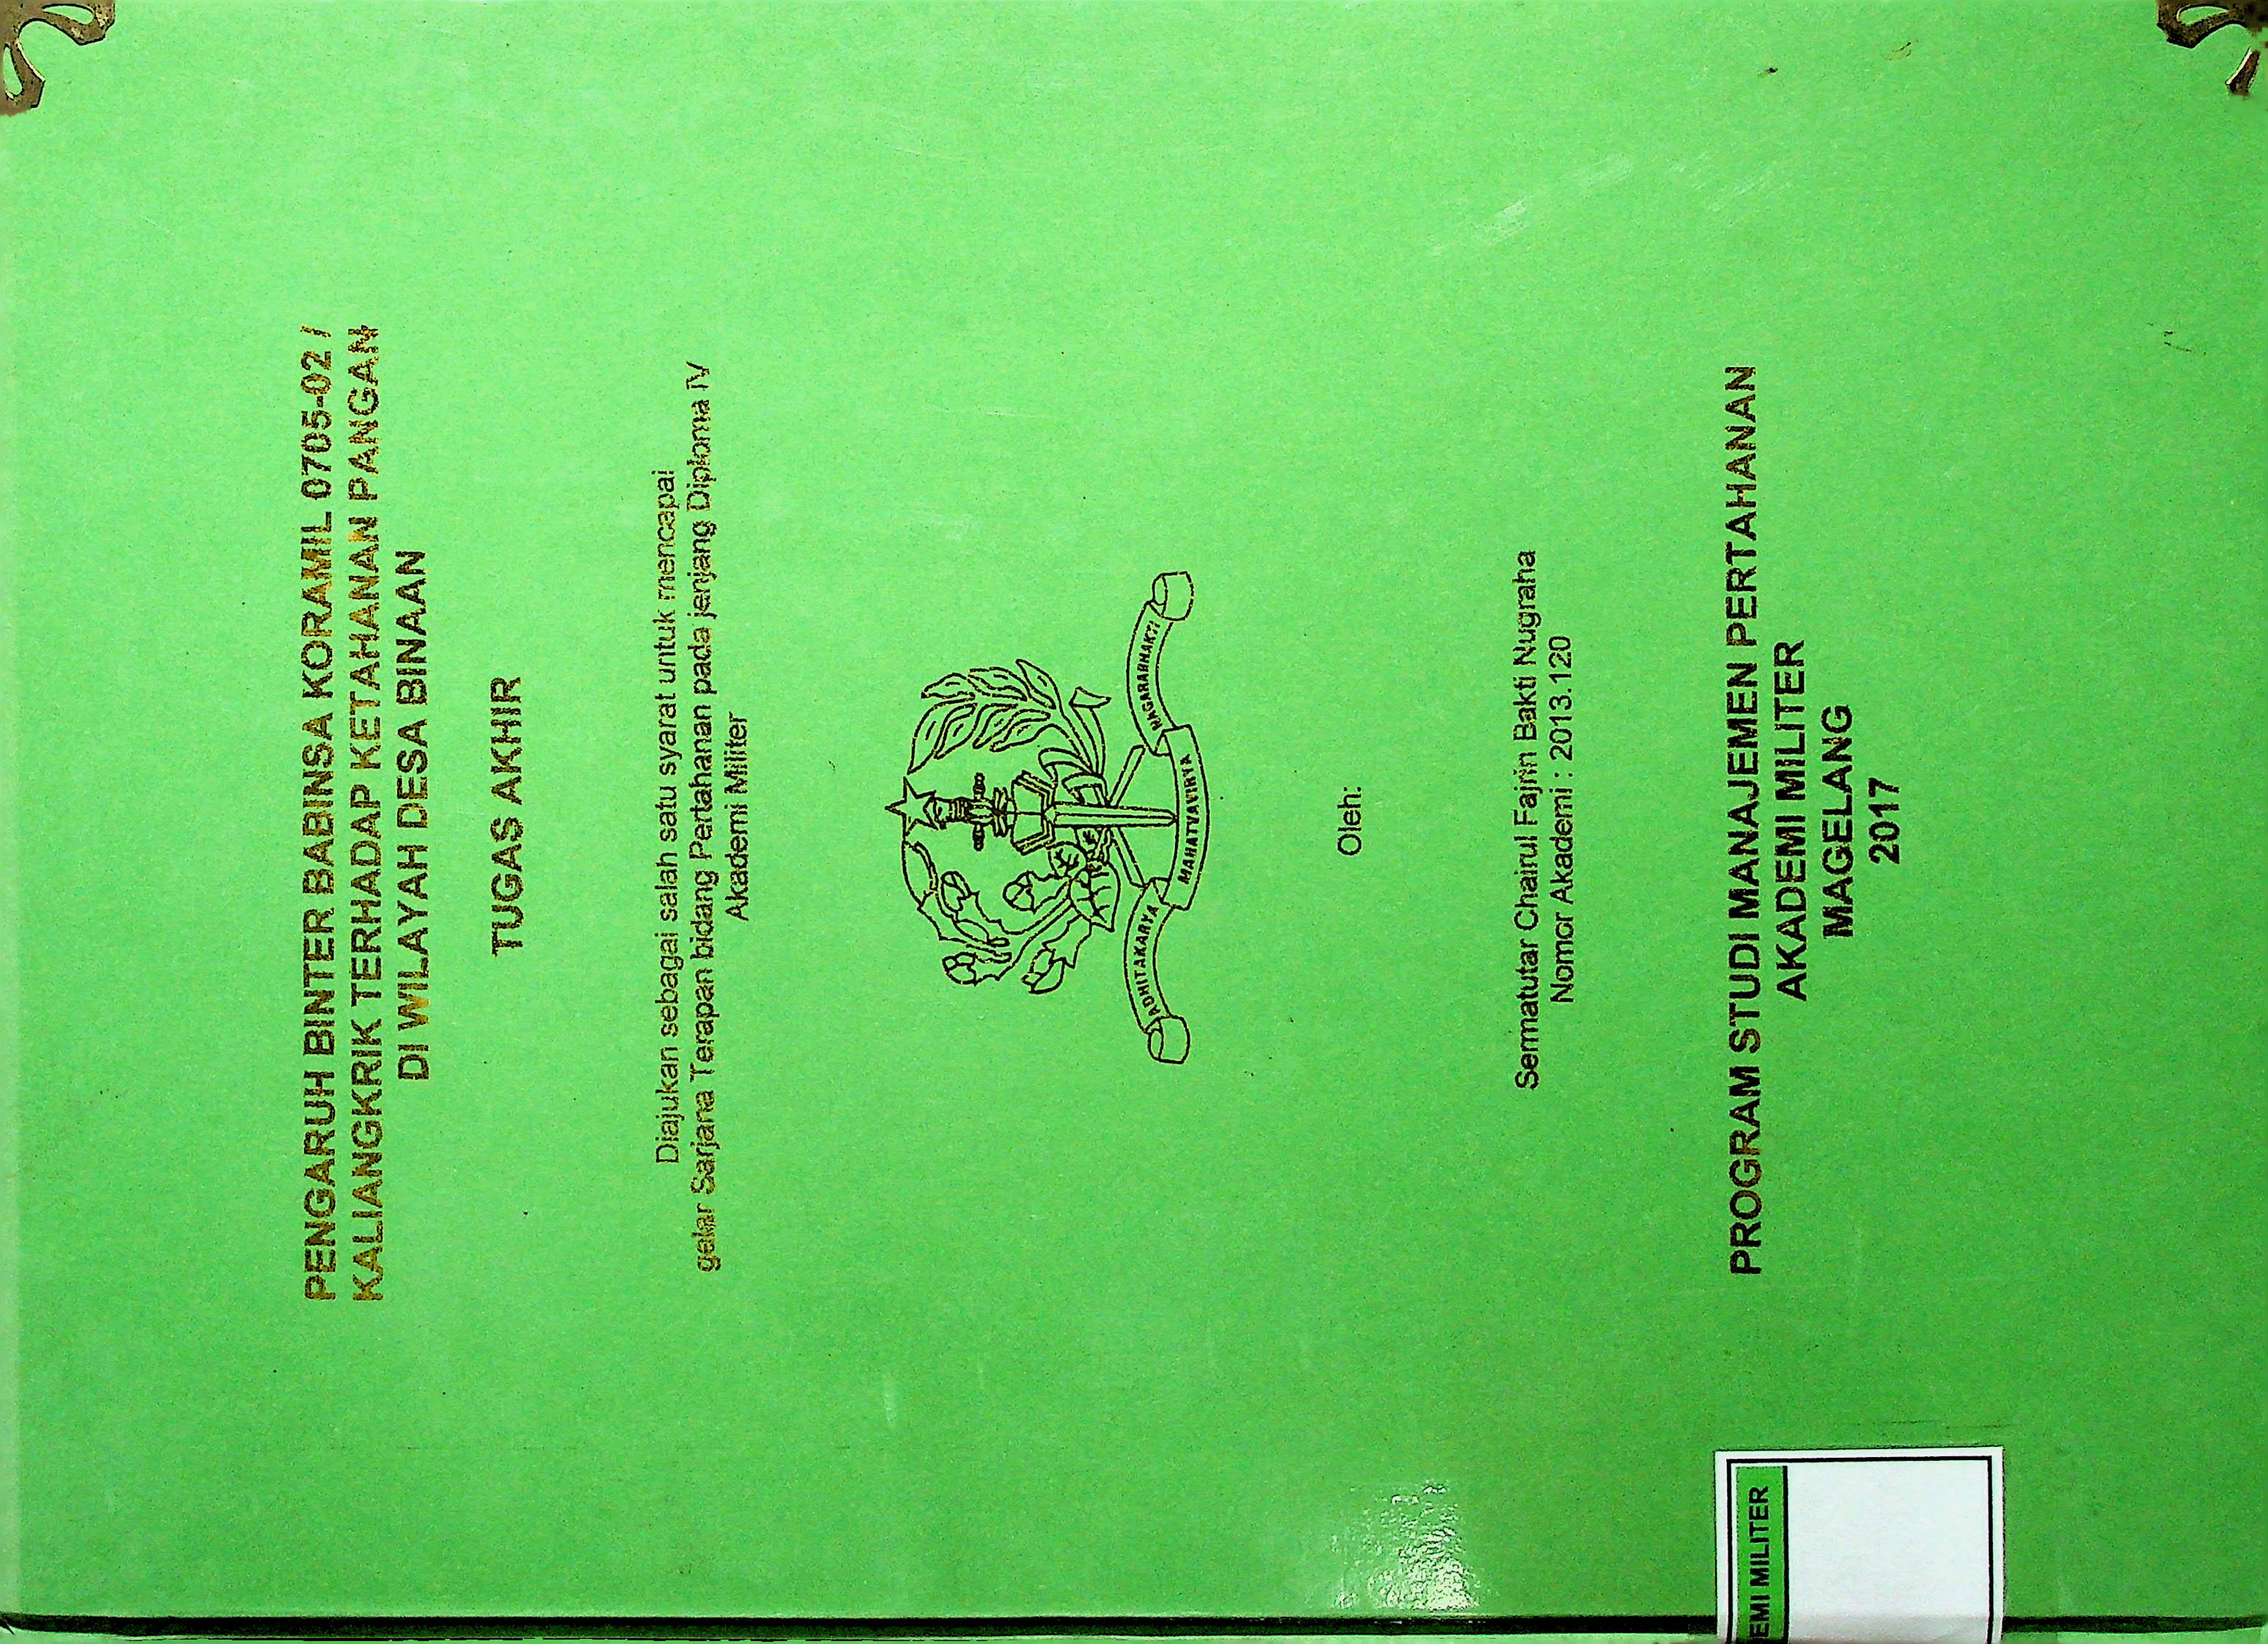 PENGARUH BINTER BABINSA KORAMIL 0705-02 /
KALIANGKRIK TERHADAP KETAHANAN PANGAN
DI WILAYAH DESA BINAAN
TUGAS AKHIR
Diajukan sebagai salah satu syarat untuk mencapai
gelar Sarjana Terapan bidang Pertahanan pada jenjang Diploma IV
Akademi Militer
ADHITAKARYA MAHATVAVIRYA NAGARABHAKTI
Oleh:
Sermatutar Chairul Fajrin Bakti Nugraha
Nomor Akademi : 2013.120
PROGRAM STUDI MANAJEMEN PERTAHANAN
AKADEMI MILITER
MAGELANG
2017
EMI MILITER